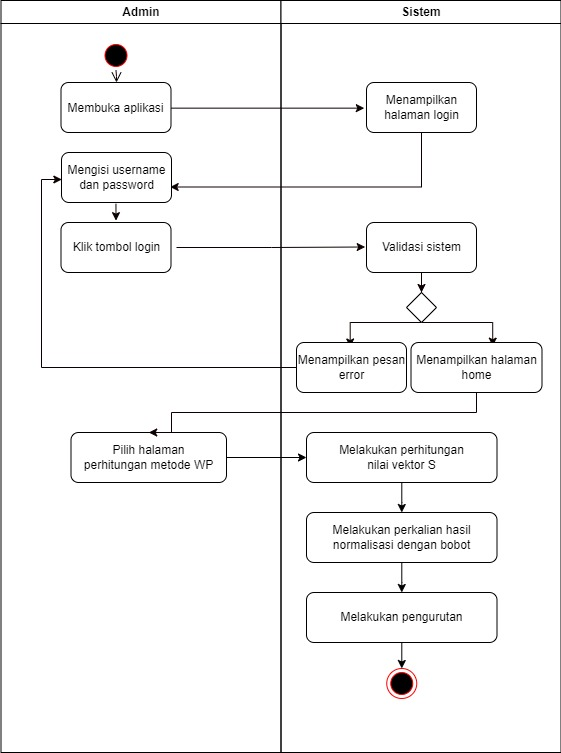 Admin
Sistem
Membuka aplikasi
Menampilkan
halaman login
Mengisi username
dan password
Klik tombol login
Validasi sistem
Menampilkan pesan
error
Menampilkan halaman
home
Pilih halaman
perhitungan metode WP
Melakukan perhitungan
nilai vektor S
Melakukan perkalian hasil
normalisasi dengan bobot
Melakukan pengurutan